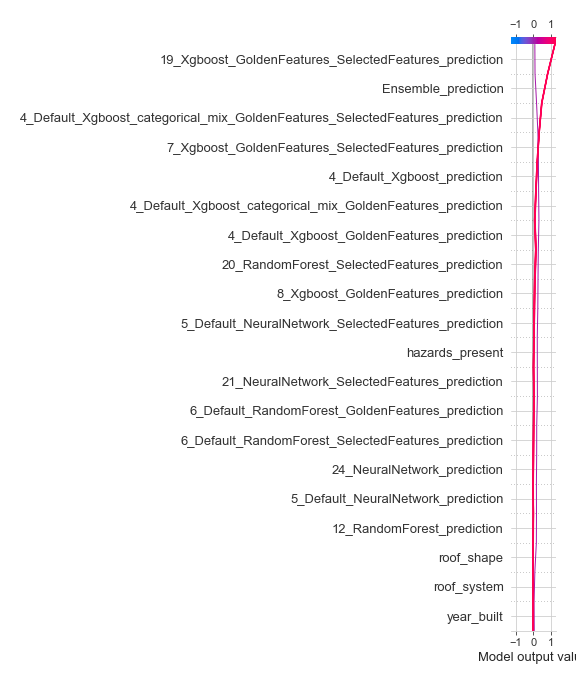 −1 0 1
19_Xgboost_GoldenFeatures_SelectedFeatures_prediction
Ensemble_prediction
4_Default_Xgboost_categorical_mix_GoldenFeatures_SelectedFeatures_prediction
7_Xgboost_GoldenFeatures_SelectedFeatures_prediction
4_Default_Xgboost_prediction
4_Default_Xgboost_categorical_mix_GoldenFeatures_prediction
4_Default_Xgboost_GoldenFeatures_prediction
20_RandomForest_SelectedFeatures_prediction
8_Xgboost_GoldenFeatures_prediction
5_Default_NeuralNetwork_SelectedFeatures_prediction
hazards_present
21_NeuralNetwork_SelectedFeatures_prediction
6_Default_RandomForest_GoldenFeatures_prediction
6_Default_RandomForest_SelectedFeatures_prediction
24_NeuralNetwork_prediction
5_Default_NeuralNetwork_prediction
12_RandomForest_prediction
roof_shape
roof_system
year_built
−1 0 1
Model output valu